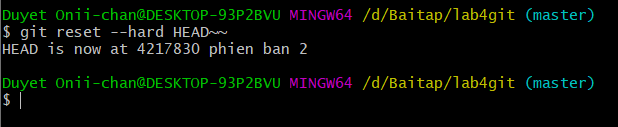 Duyet Onii-chan@DESKTOP-93P2BVU MINGW64 /d/Baitap/lab4git (master)
$ git reset --hard HEAD~~
HEAD is now at 4217830 phien ban 2
Duyet Onii-chan@DESKTOP-93P2BVU MINGW64 /d/Baitap/lab4git (master)
$